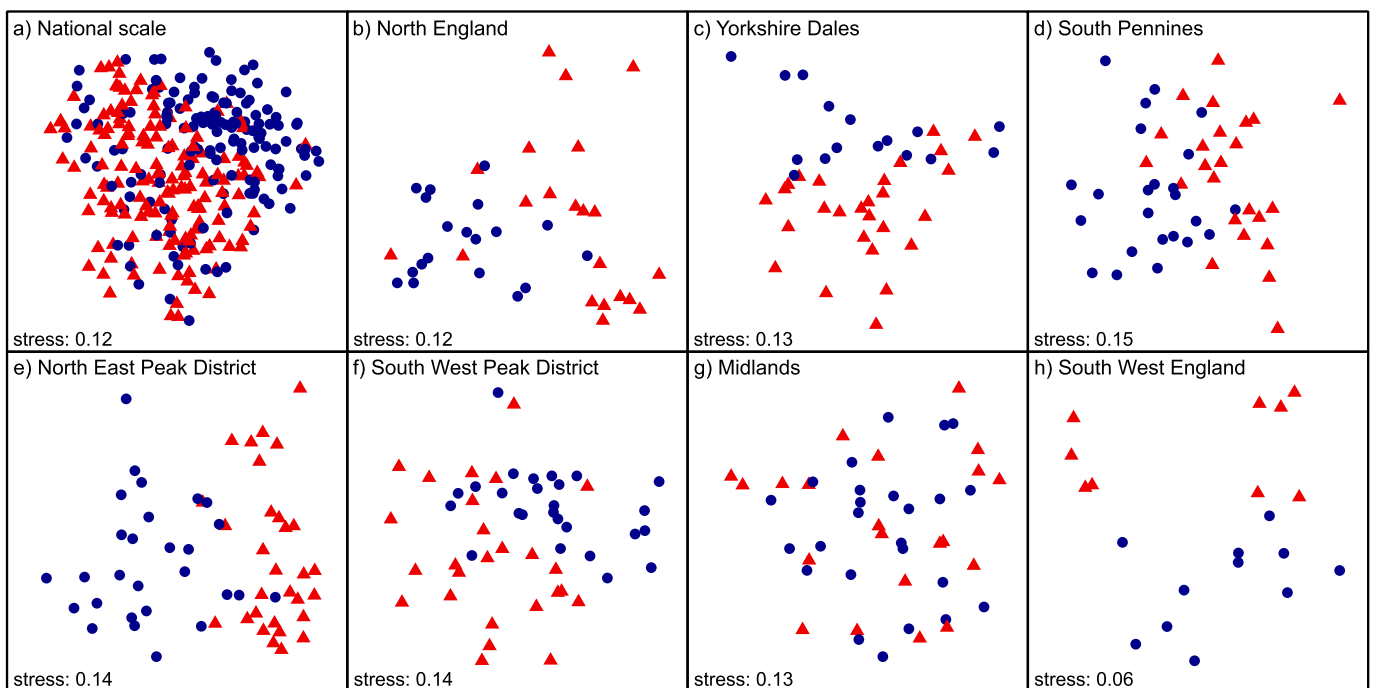 a) National scale
stress: 0.12
b) North England
stress: 0.12
c) Yorkshire Dales
stress: 0.13
d) South Pennines
stress: 0.15
e) North East Peak District
stress: 0.14
f) South West Peak District
stress: 0.14
g) Midlands
stress: 0.13
h) South West England
stress: 0.06